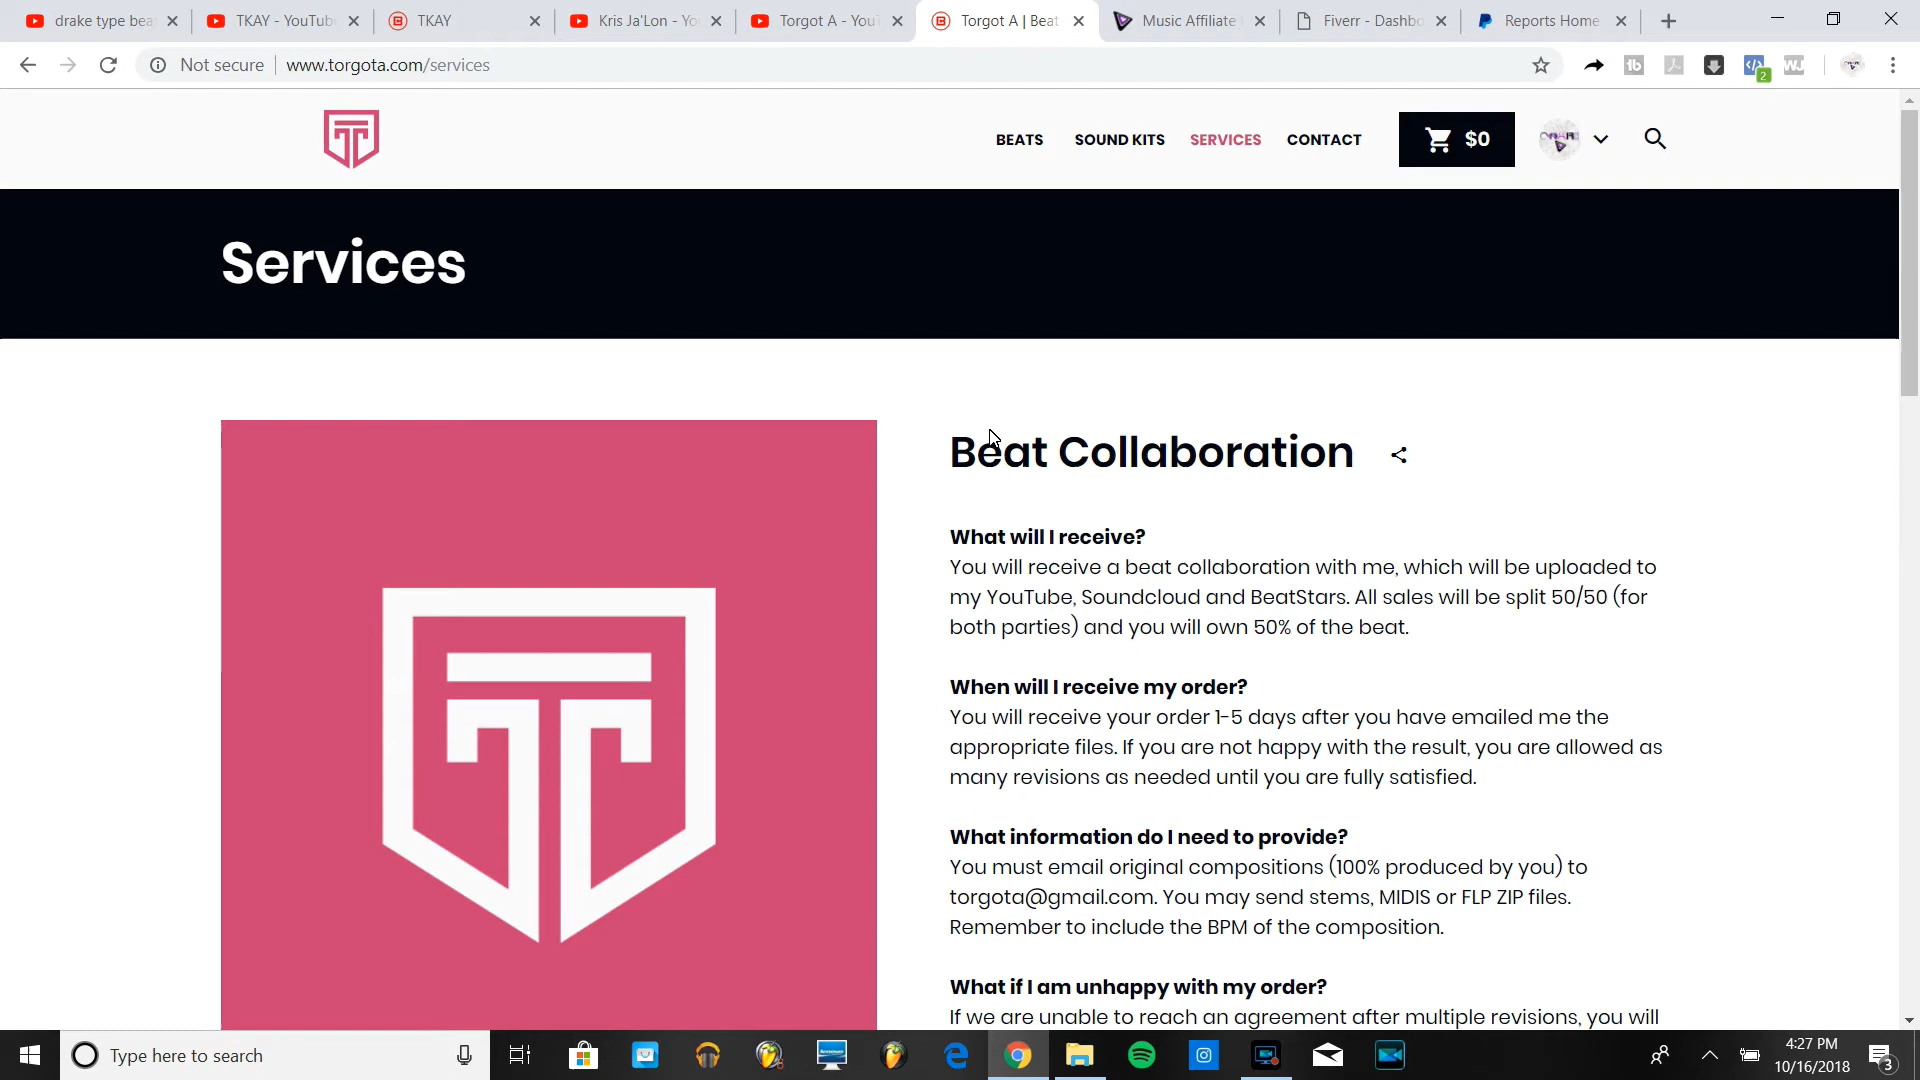 drake type bea
TKAY - YouTub
TKAY
Kris Ja'Lon - Yo
Torgot A - YouT
Torgot A | Beat
Music Affiliate
Fiverr - Dashbo
Reports Home
Not secure
www.torgota.com/services
BEATS
SOUND KITS
SERVICES
CONTACT
$0
Services
Beat Collaboration
What will I receive?
You will receive a beat collaboration with me, which will be uploaded to
my YouTube, Soundcloud and BeatStars. All sales will be split 50/50 (for
both parties) and you will own 50% of the beat.
When will I receive my order?
You will receive your order 1-5 days after you have emailed me the
appropriate files. If you are not happy with the result, you are allowed as
many revisions as needed until you are fully satisfied.
What information do I need to provide?
You must email original compositions (100% produced by you) to
torgota@gmail.com. You may send stems, MIDIS or FLP ZIP files.
Remember to include the BPM of the composition.
What if I am unhappy with my order?
If we are unable to reach an agreement after multiple revisions, you will
Type here to search
4:27 PM
10/16/2018
3